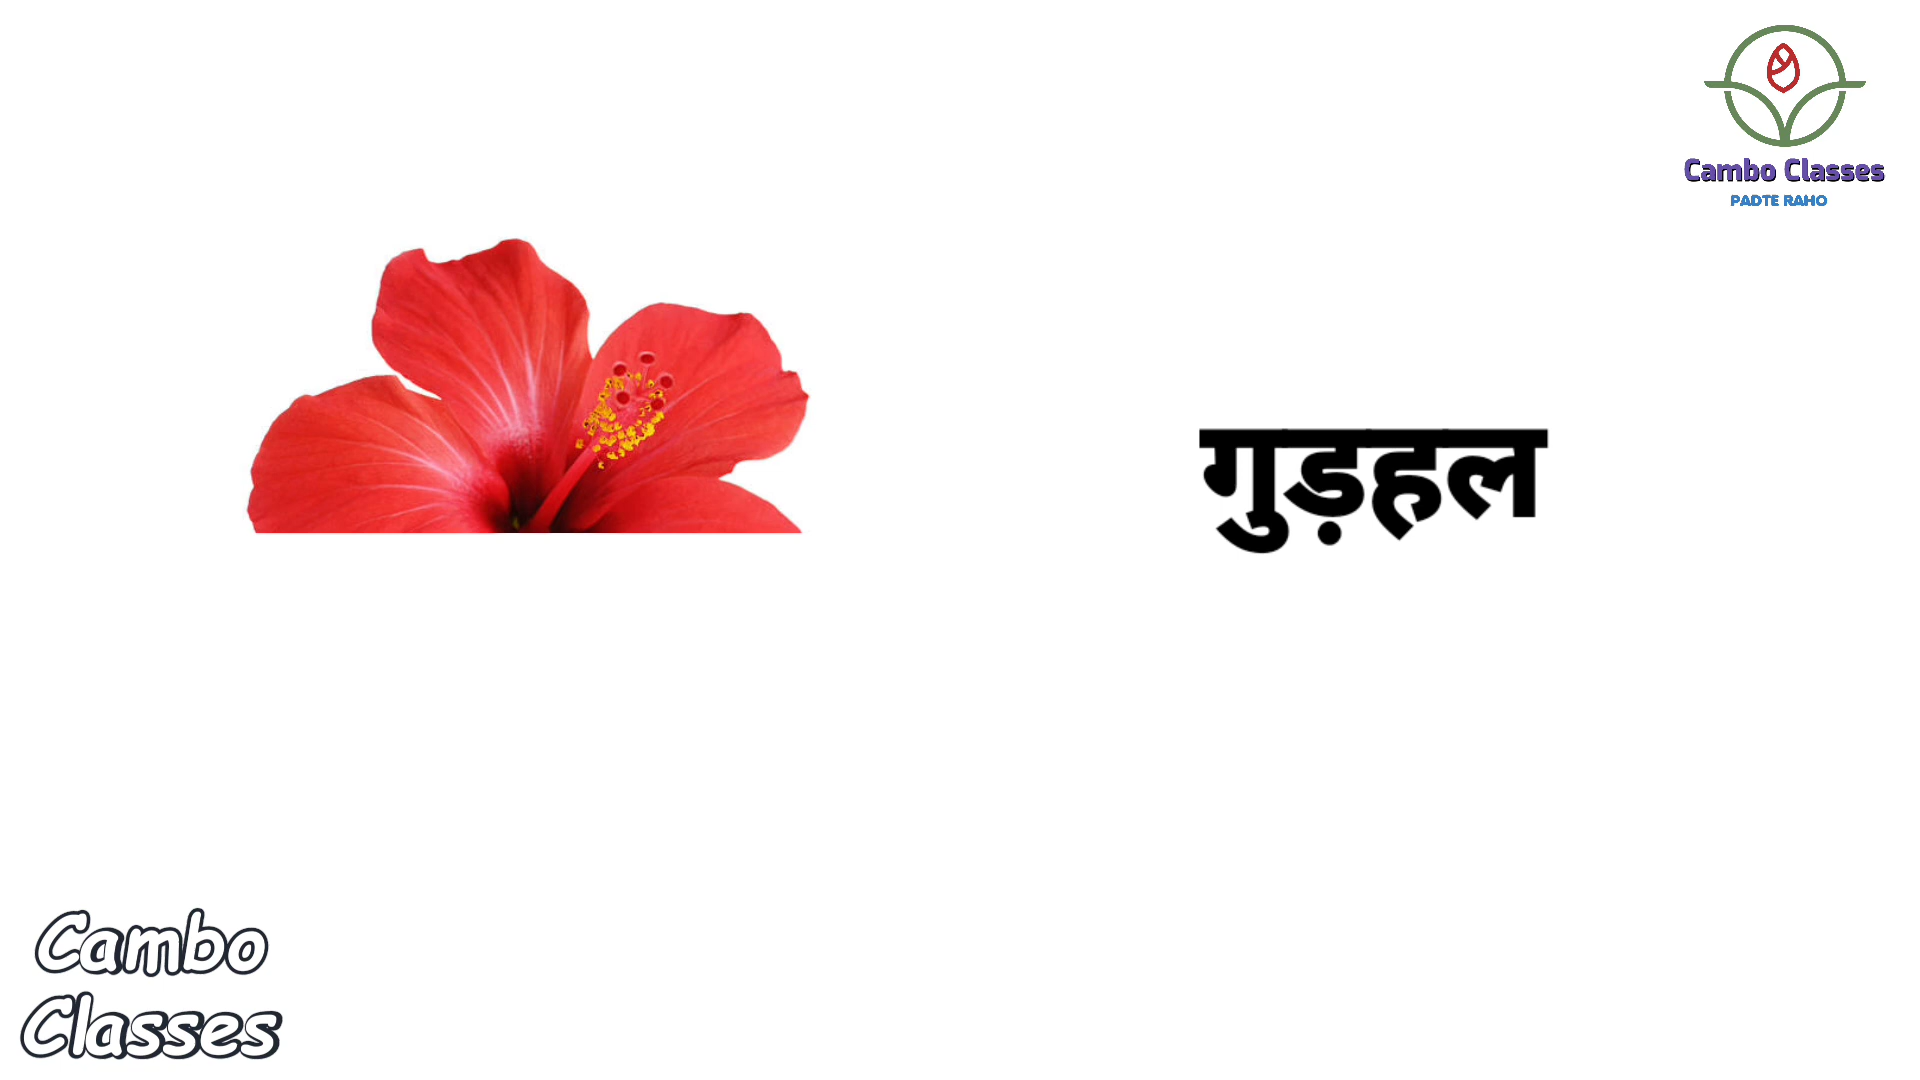 Cambo Classes
PADTE RAHO
गुड़हल
Cambo
Classes